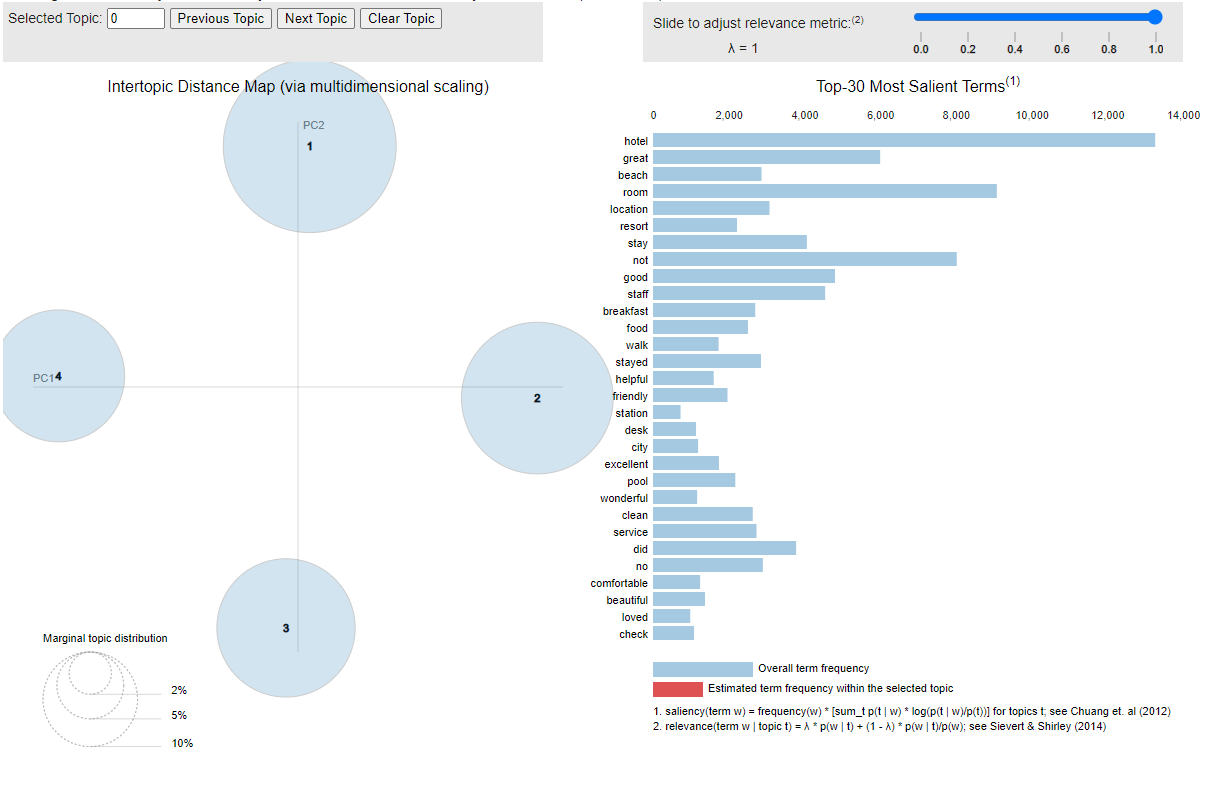 Selected Topic: 0 Previous Topic Next Topic Clear Topic
Slide to adjust relevance metric:(2)
λ = 1
0.0 0.2 0.4 0.6 0.8 1.0
Intertopic Distance Map (via multidimensional scaling)
PC2
1
PC1
4
2
3
Marginal topic distribution
2%
5%
10%
Top-30 Most Salient Terms(1)
0 2,000 4,000 6,000 8,000 10,000 12,000 14,000
hotel
great
beach
room
location
resort
stay
not
good
staff
breakfast
food
walk
stayed
helpful
friendly
station
desk
city
excellent
pool
wonderful
clean
service
did
no
comfortable
beautiful
loved
check
Overall term frequency
Estimated term frequency within the selected topic
1. saliency(term w) = frequency(w) * [sum_t p(t | w) * log(p(t | w)/p(t))] for topics t; see Chuang et. al (2012)
2. relevance(term w | topic t) = λ * p(w | t) + (1 - λ) * p(w | t)/p(w); see Sievert & Shirley (2014)